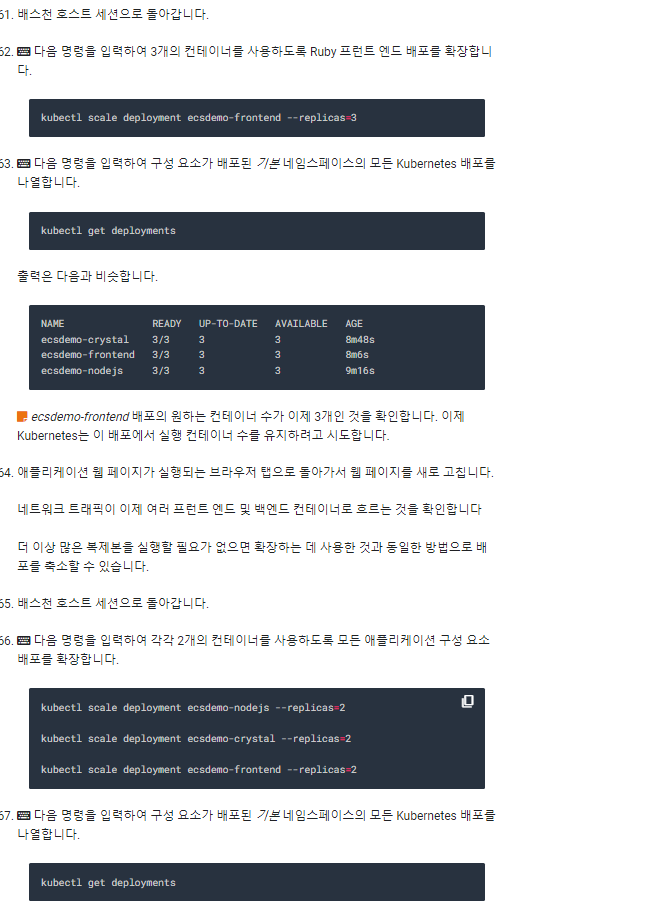 61. 배스천 호스트 세션으로 돌아갑니다.
62. 다음 명령을 입력하여 3개의 컨테이너를 사용하도록 Ruby 프런트 엔드 배포를 확장합니
다.
kubectl scale deployment ecsdemo-frontend --replicas=3
63. 다음 명령을 입력하여 구성 요소가 배포된 기본 네임스페이스의 모든 Kubernetes 배포를
나열합니다.
kubectl get deployments
출력은 다음과 비슷합니다.
NAME READY UP-TO-DATE AVAILABLE AGE
ecsdemo-crystal 3/3 3 3 8m48s
ecsdemo-frontend 3/3 3 3 8m6s
ecsdemo-nodejs 3/3 3 3 9m16s
ecsdemo-frontend 배포의 원하는 컨테이너 수가 이제 3개인 것을 확인합니다. 이제
Kubernetes는 이 배포에서 실행 컨테이너 수를 유지하려고 시도합니다.
64. 애플리케이션 웹 페이지가 실행되는 브라우저 탭으로 돌아가서 웹 페이지를 새로 고칩니다.
네트워크 트래픽이 이제 여러 프런트 엔드 및 백엔드 컨테이너로 흐르는 것을 확인합니다
더 이상 많은 복제본을 실행할 필요가 없으면 확장하는 데 사용한 것과 동일한 방법으로 배
포를 축소할 수 있습니다.
65. 배스천 호스트 세션으로 돌아갑니다.
66. 다음 명령을 입력하여 각각 2개의 컨테이너를 사용하도록 모든 애플리케이션 구성 요소
배포를 확장합니다.
kubectl scale deployment ecsdemo-nodejs --replicas=2
kubectl scale deployment ecsdemo-crystal --replicas=2
kubectl scale deployment ecsdemo-frontend --replicas=2
67. 다음 명령을 입력하여 구성 요소가 배포된 기본 네임스페이스의 모든 Kubernetes 배포를
나열합니다.
kubectl get deployments